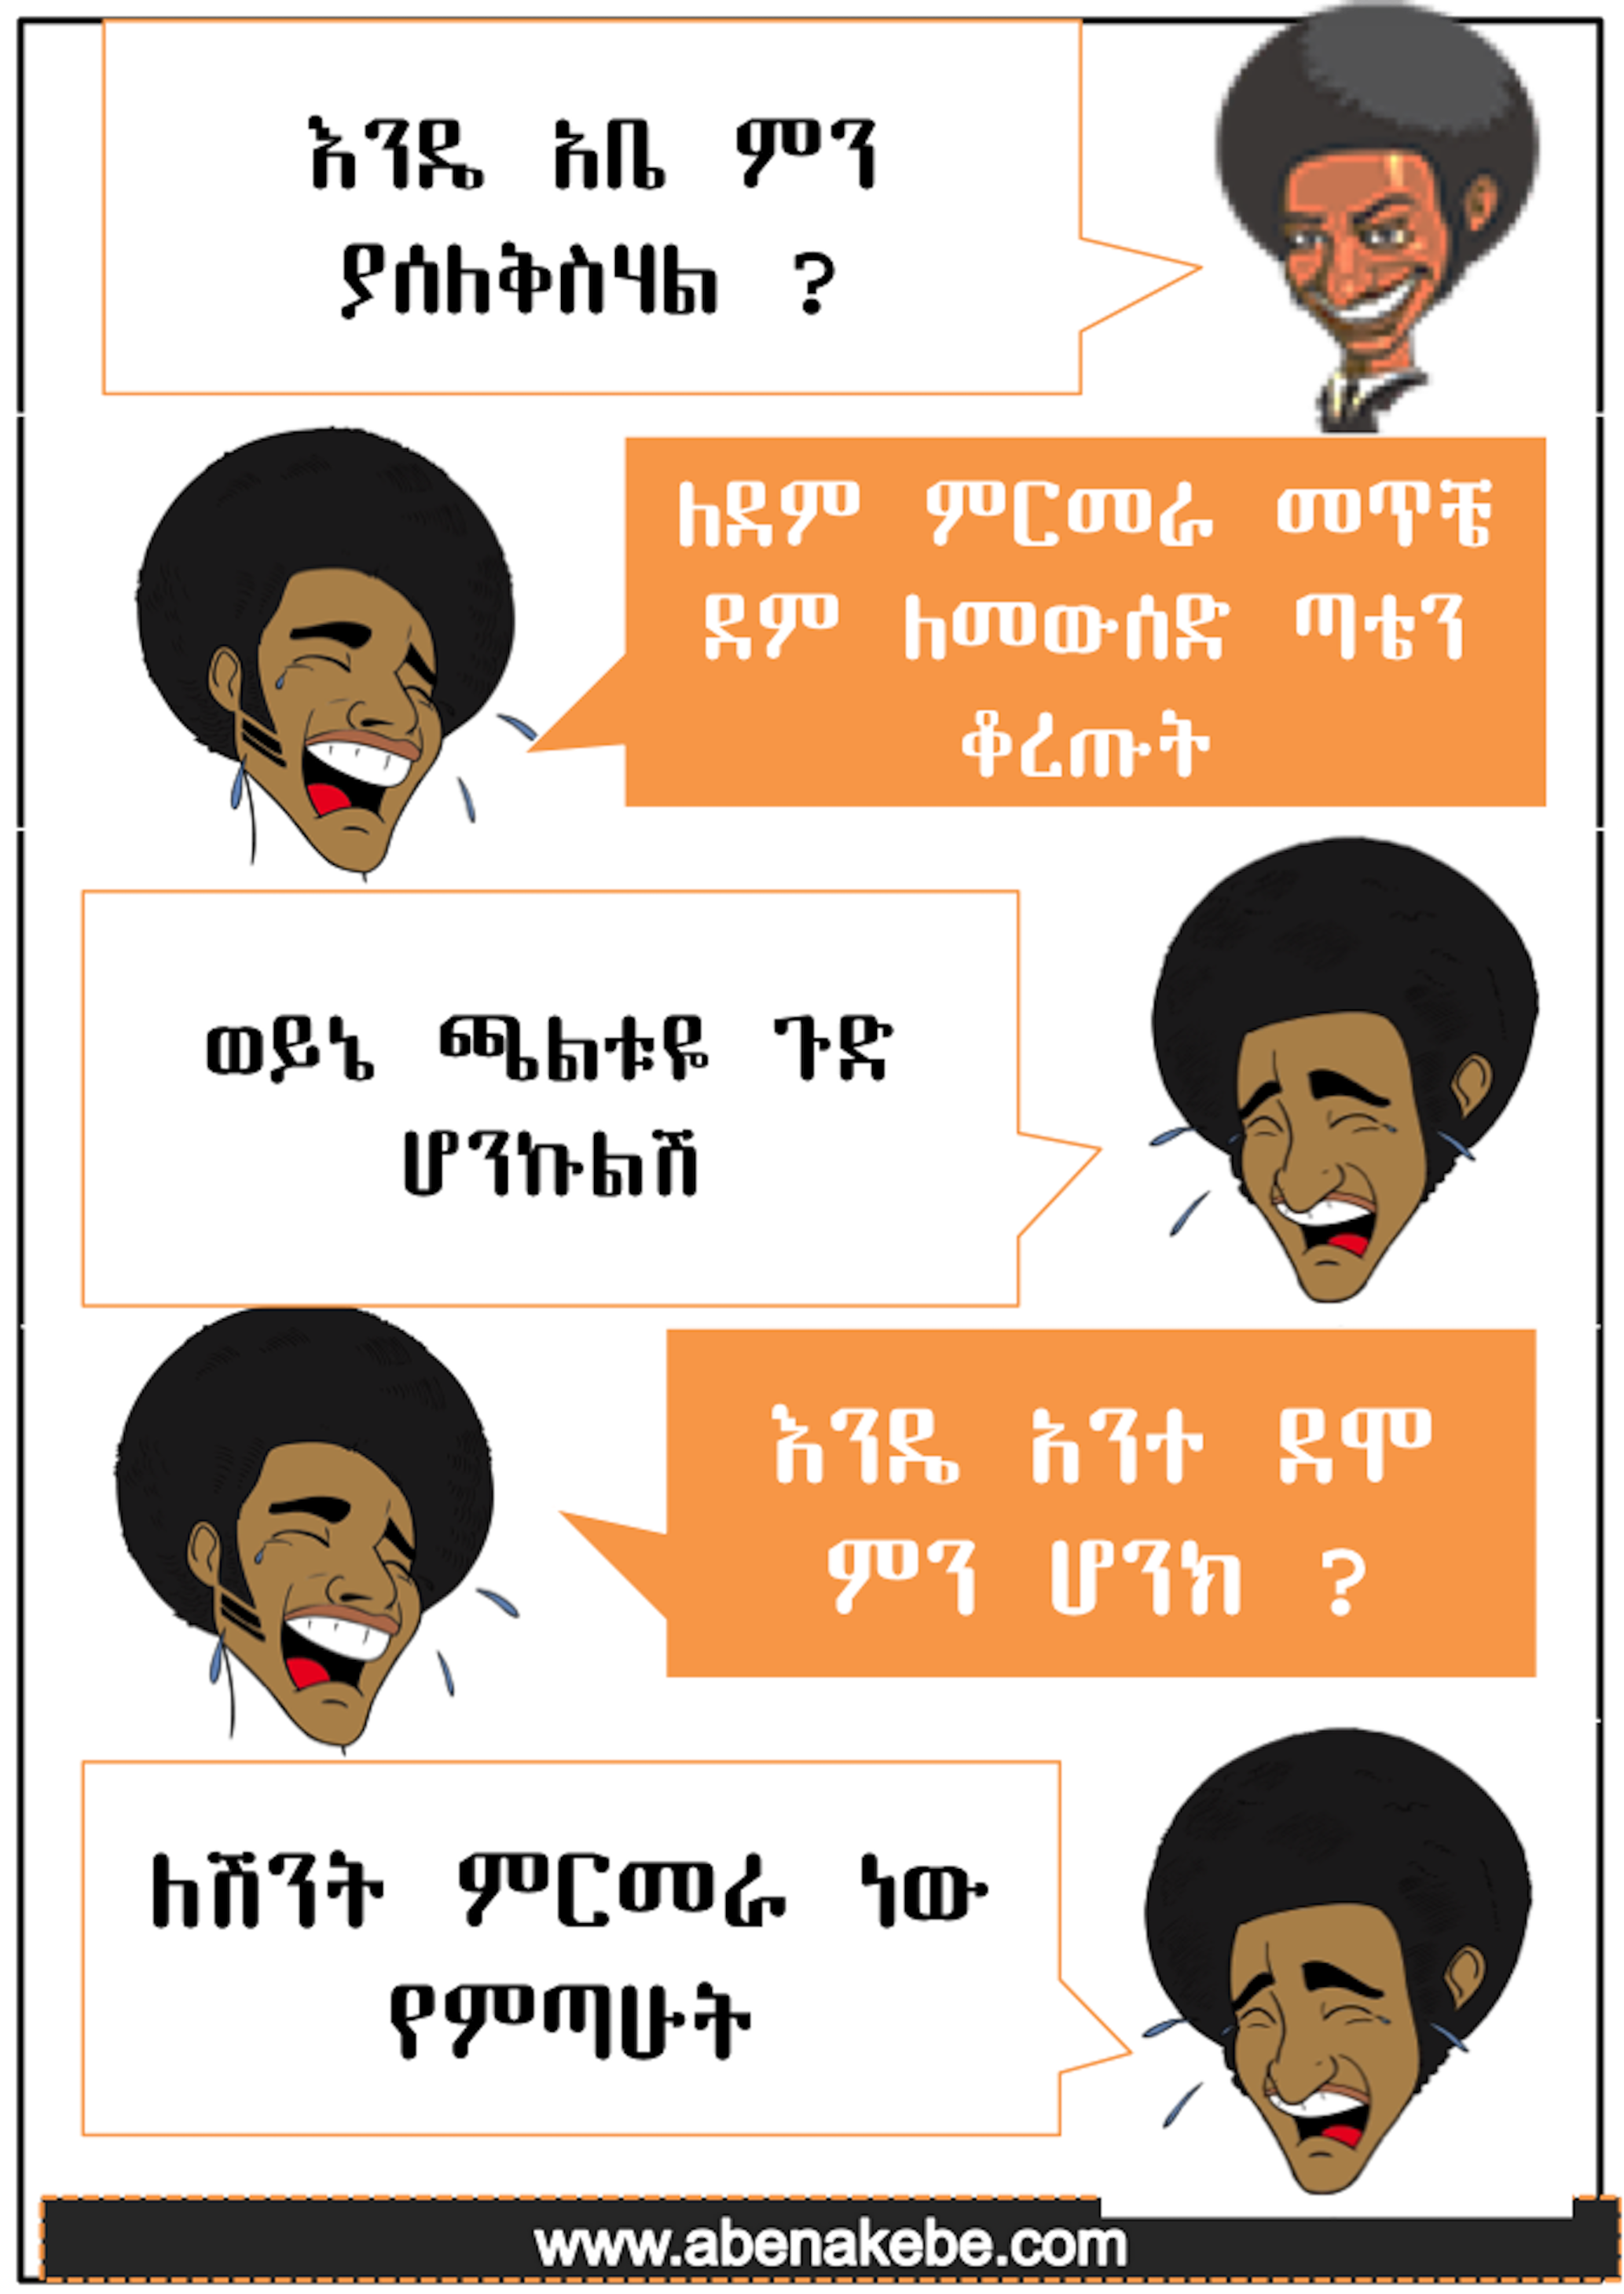 እንዴ አቤ ምን
ያሰለቅስሃል ?
ለደም ምርመራ መጥቼ
ደም ለመውሰድ ጣቴን
ቆረጡት
ወይኔ ጫልቱዬ ጉድ
ሆንኩልሽ
እንዴ አንተ ደሞ
ምን ሆንክ ?
ለሽንት ምርመራ ነው
የምጣሁት
www.abenakebe.com